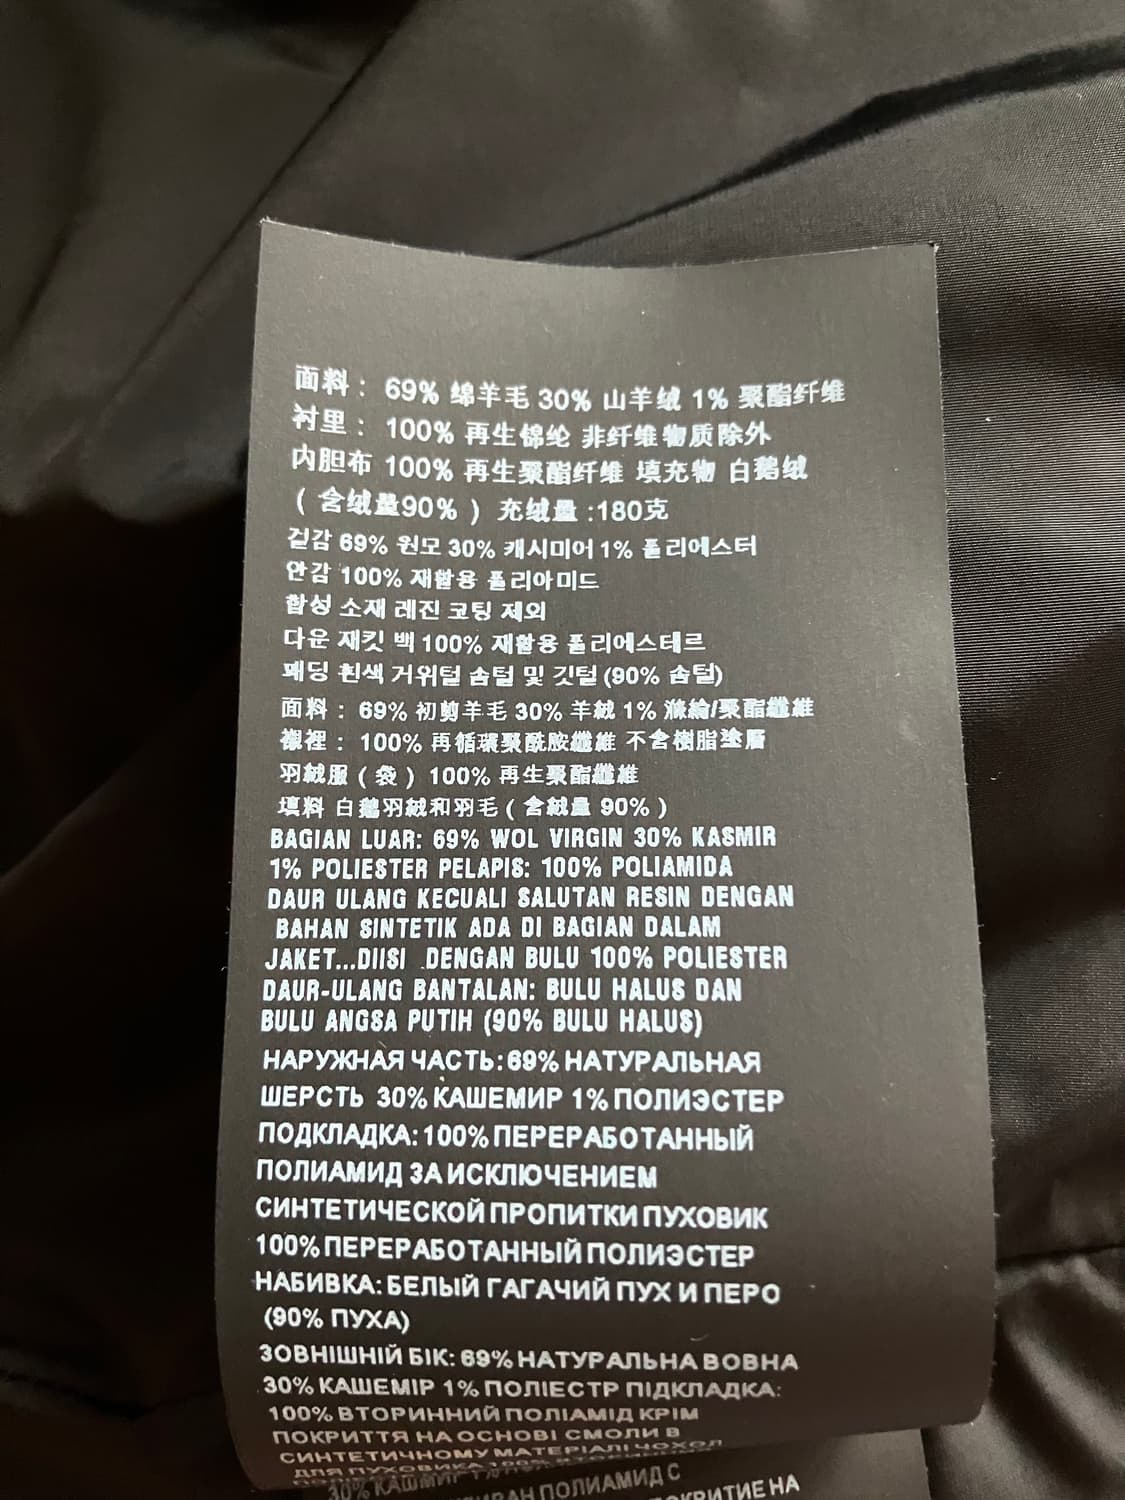 面料： 69% 绵羊毛 30% 山羊绒 1% 聚酯纤维
衬里： 100% 再生锦纶 非纤维物质除外
内胆布 100% 再生聚酯纤维 填充物 白鹅绒
（含绒量90%）充绒量:180克
겉감 69% 원모 30% 캐시미어 1% 폴리에스터
안감 100% 재활용 폴리아미드
합성 소재 레진 코팅 제외
다운 재킷 백 100% 재활용 폴리에스테르
패딩 흰색 거위털 솜털 및 깃털 (90% 솜털)
面料： 69% 初剪羊毛 30% 羊絨 1% 滌綸/聚酯纖維
襯裡： 100% 再循環聚酰胺纖維 不含樹脂塗層
羽絨服（袋）100% 再生聚酯纖維
填料 白鵝羽絨和羽毛（含絨量 90%）
BAGIAN LUAR: 69% WOL VIRGIN 30% KASMIR
1% POLIESTER PELAPIS: 100% POLIAMIDA
DAUR ULANG KECUALI SALUTAN RESIN DENGAN
BAHAN SINTETIK ADA DI BAGIAN DALAM
JAKET...DIISI .DENGAN BULU 100% POLIESTER
DAUR-ULANG BANTALAN: BULU HALUS DAN
BULU ANGSA PUTIH (90% BULU HALUS)
НАРУЖНАЯ ЧАСТЬ:69% НАТУРАЛЬНАЯ
ШЕРСТЬ 30% КАШЕМИР 1% ПОЛИЭСТЕР
ПОДКЛАДКА:100% ПЕРЕРАБОТАННЫЙ
ПОЛИАМИД ЗА ИСКЛЮЧЕНИЕМ
СИНТЕТИЧЕСКОЙ ПРОПИТКИ ПУХОВИК
100% ПЕРЕРАБОТАННЫЙ ПОЛИЭСТЕР
НАБИВКА: БЕЛЫЙ ГАГАЧИЙ ПУХ И ПЕРО
(90% ПУХА)
ЗОВНІШНІЙ БІК: 69% НАТУРАЛЬНА ВОВНА
30% КАШЕМІР 1% ПОЛІЕСТР ПІДКЛАДКА:
100% ВТОРИННИЙ ПОЛІАМІД КРІМ
ПОКРИТТЯ НА ОСНОВІ СМОЛИ В
СИНТЕТИЧНОМУ МАТЕРІАЛІ ЧОХОЛ
ДЛЯ ПУХОВИКА 100%
30% КАШМИР 1%
ПОЛИАМИД С
ПОКРИТИЕ НА